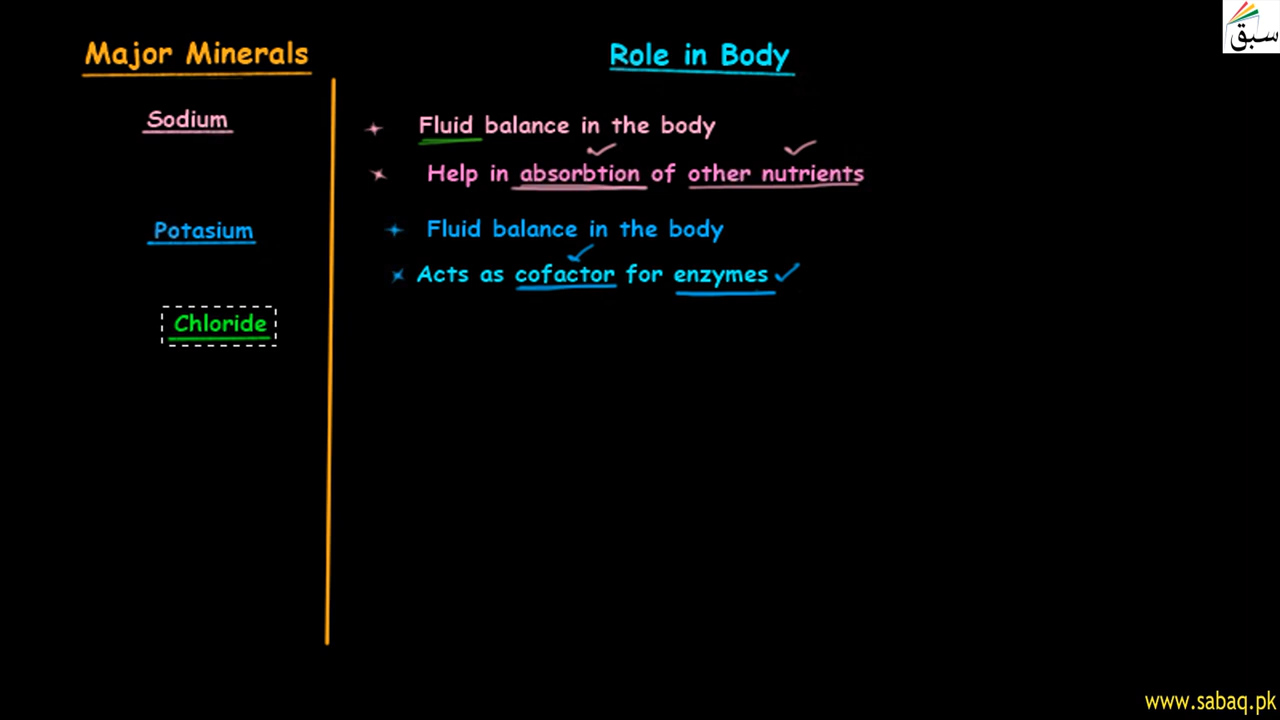 سبق
Major Minerals
Role in Body
Sodium
Fluid balance in the body
Help in absorbtion of other nutrients
Potasium
Fluid balance in the body
Acts as cofactor for enzymes
Chloride
www.sabaq.pk